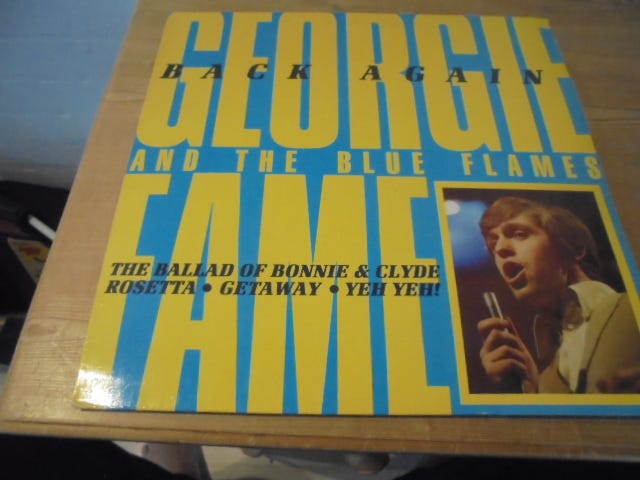 GEORGIE
BACK AGAIN
AND THE BLUE FLAMES
FAME
THE BALLAD OF BONNIE & CLYDE
ROSETTA • GETAWAY • YEH YEH!